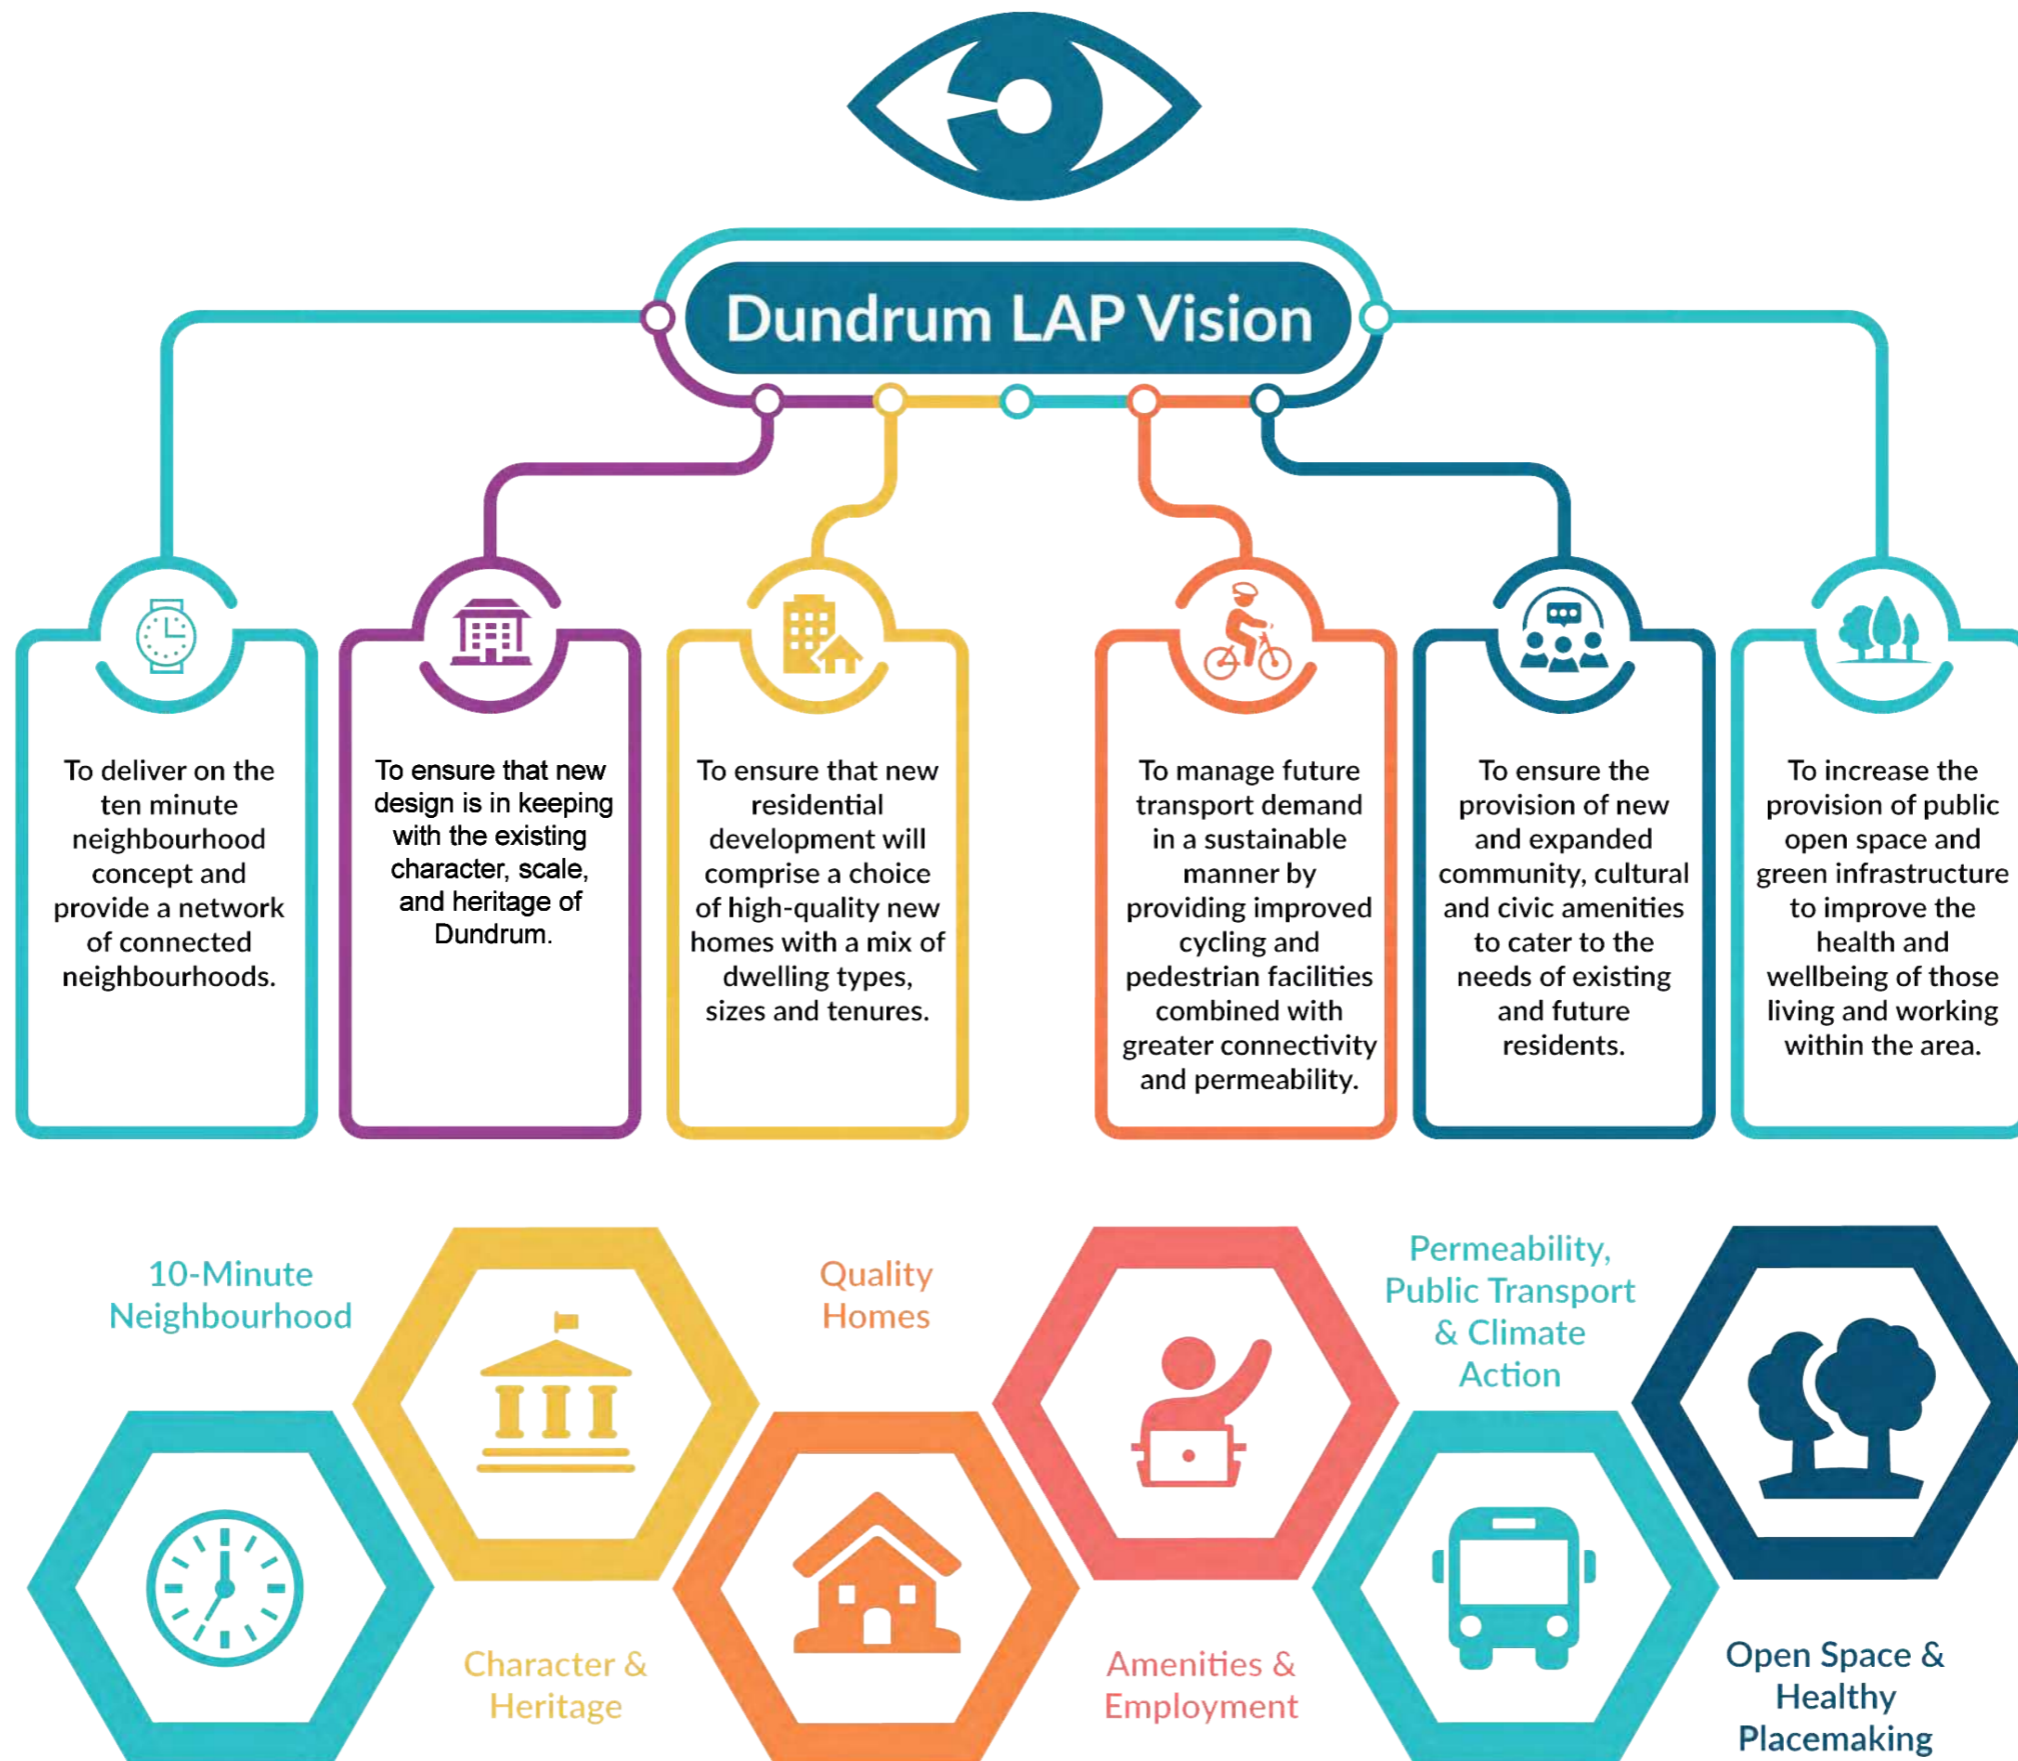 Dundrum LAP Vision
To deliver on the
ten minute
neighbourhood
concept and
provide a network
of connected
neighbourhoods.
To ensure that new
design is in keeping
with the existing
character, scale,
and heritage of
Dundrum.
To ensure that new
residential
development will
comprise a choice
of high-quality new
homes with a mix of
dwelling types,
sizes and tenures.
To manage future
transport demand
in a sustainable
manner by
providing improved
cycling and
pedestrian facilities
combined with
greater connectivity
and permeability.
To ensure the
provision of new
and expanded
community, cultural
and civic amenities
to cater to the
needs of existing
and future
residents.
To increase the
provision of public
open space and
green infrastructure
to improve the
health and
wellbeing of those
living and working
within the area.
10-Minute
Neighbourhood
Character &
Heritage
Quality
Homes
Amenities &
Employment
Permeability,
Public Transport
& Climate
Action
Open Space &
Healthy
Placemaking